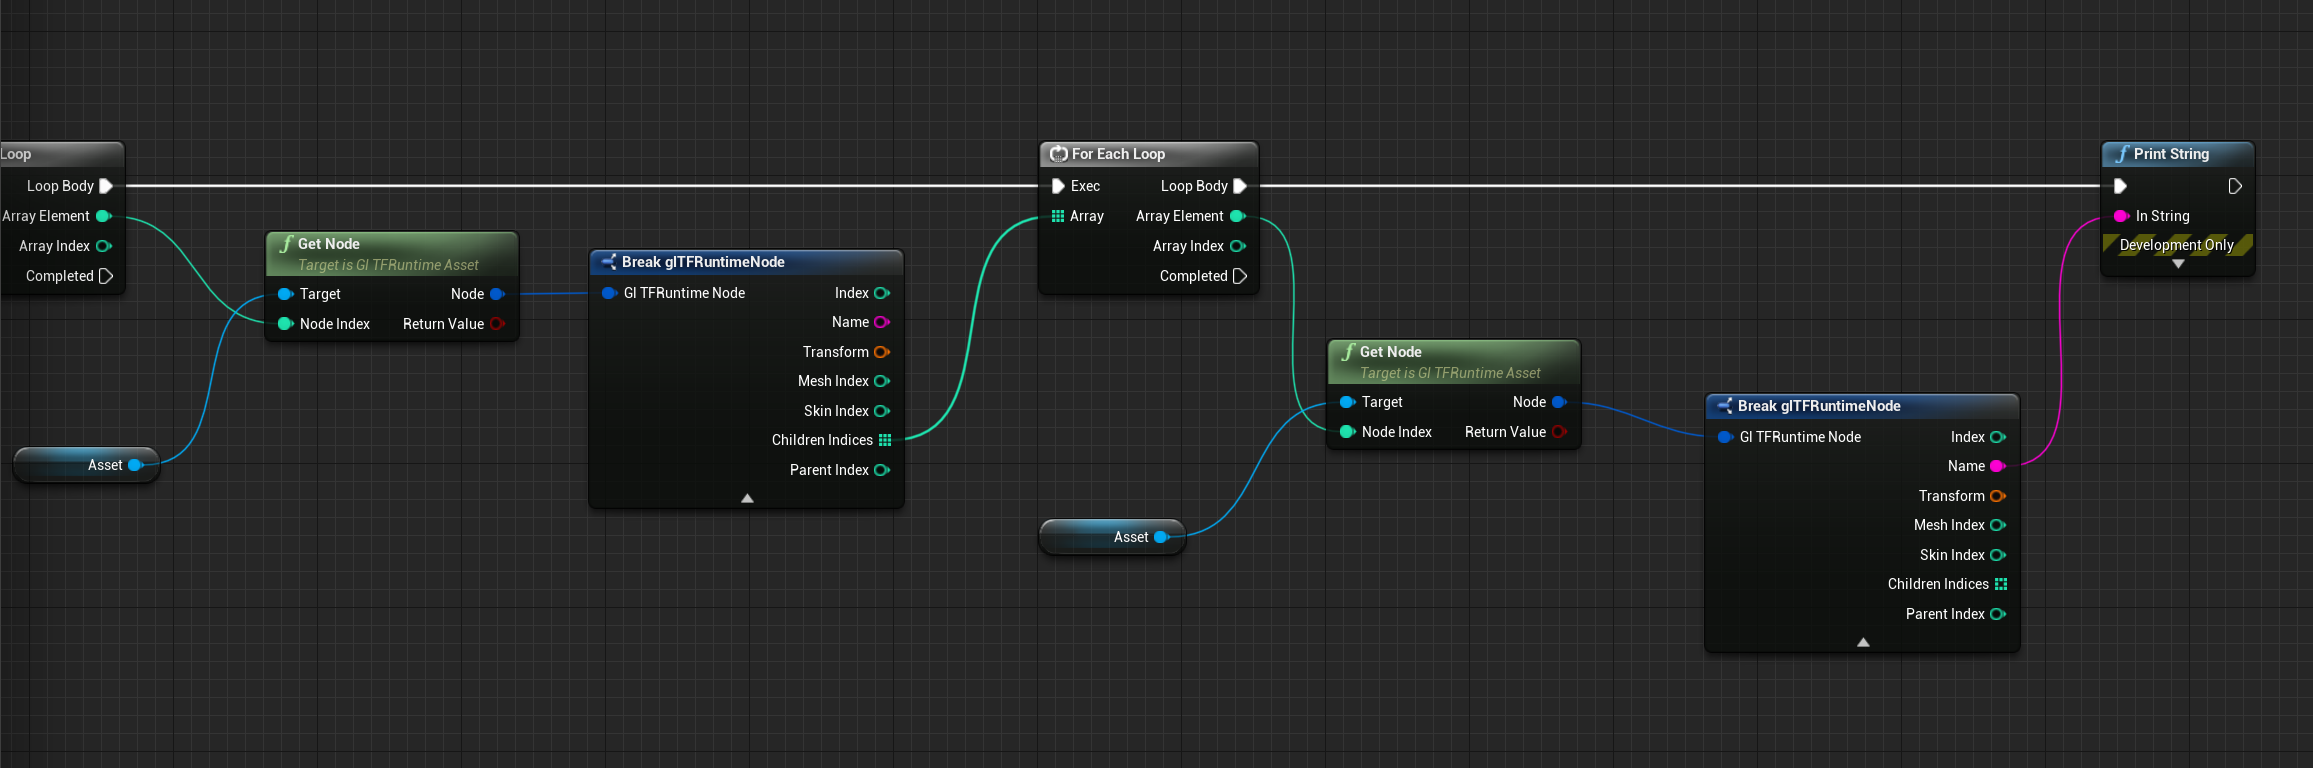 Loop
Loop Body
Array Element
Array Index
Completed
Get Node
Target is Gl TFRuntime Asset
Target
Node
Node Index
Return Value
Asset
Break glTFRuntimeNode
Gl TFRuntime Node
Index
Name
Transform
Mesh Index
Skin Index
Children Indices
Parent Index
For Each Loop
Exec
Loop Body
Array
Array Element
Array Index
Completed
Get Node
Target is Gl TFRuntime Asset
Target
Node
Node Index
Return Value
Asset
Break glTFRuntimeNode
Gl TFRuntime Node
Index
Name
Transform
Mesh Index
Skin Index
Children Indices
Parent Index
Print String
In String
Development Only